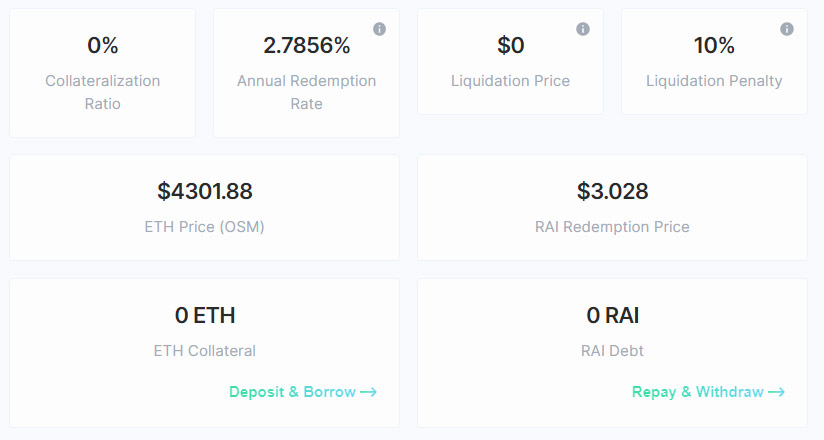 0%
Collateralization
Ratio
2.7856%
Annual Redemption
Rate
$0
Liquidation Price
10%
Liquidation Penalty
$4301.88
ETH Price (OSM)
$3.028
RAI Redemption Price
0 ETH
ETH Collateral
Deposit & Borrow →
0 RAI
RAI Debt
Repay & Withdraw →